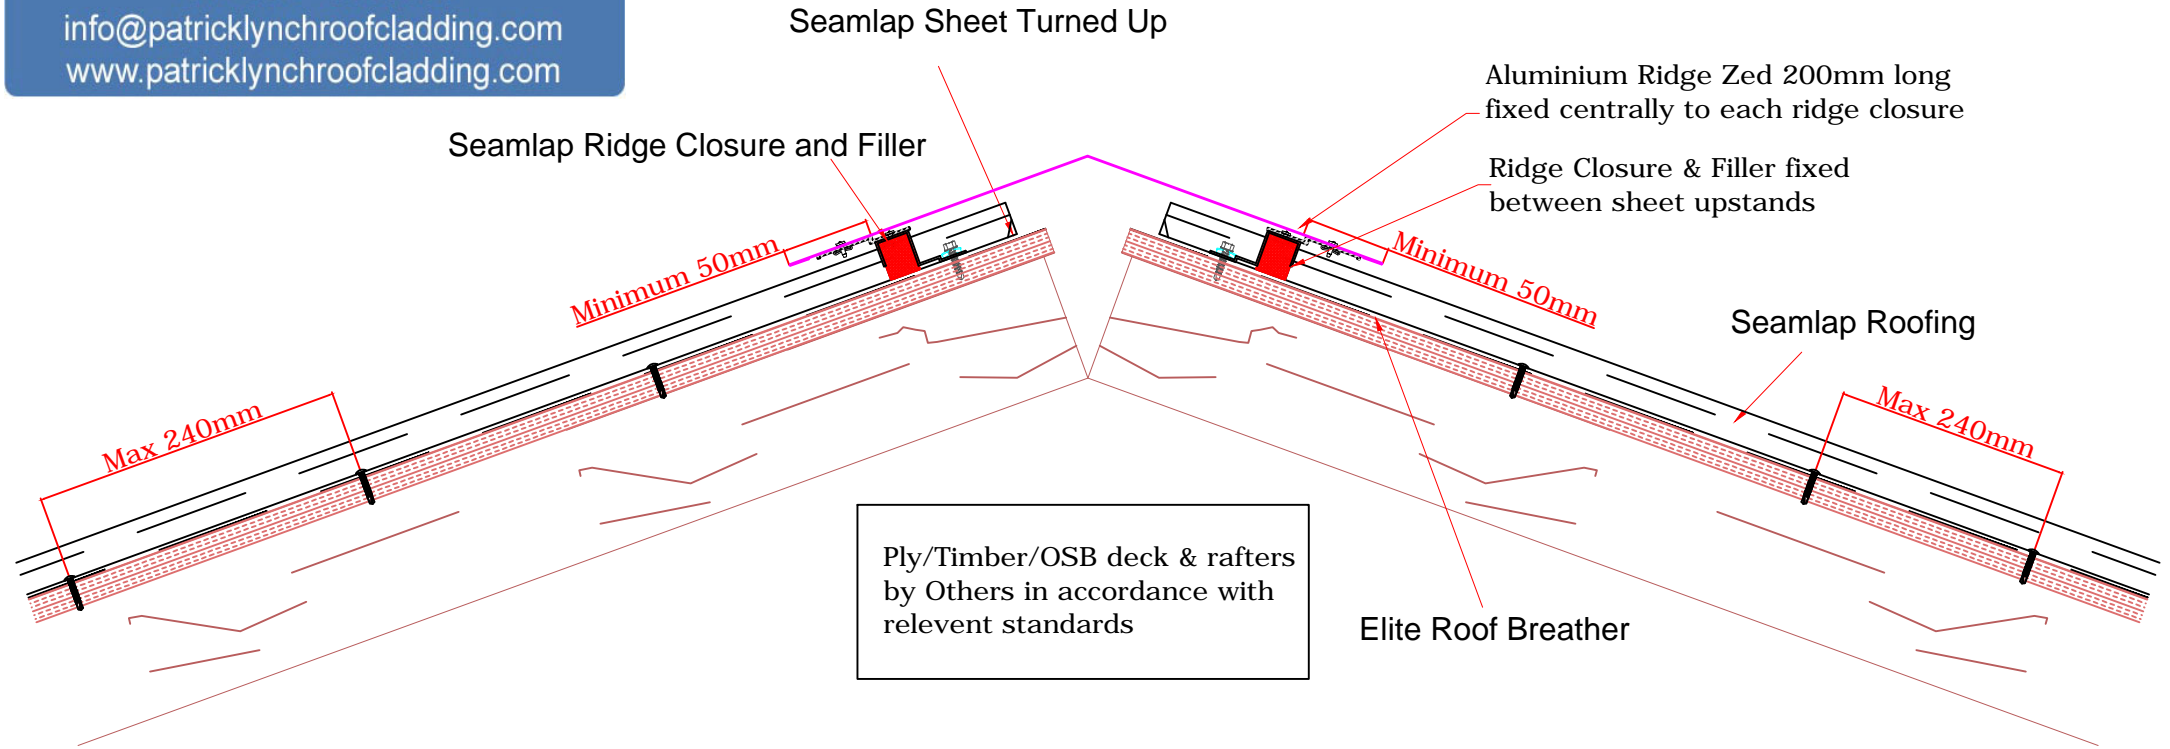 info@patricklynchroofcladding.com
www.patricklynchroofcladding.com
Seamlap Sheet Turned Up
Aluminium Ridge Zed 200mm long
fixed centrally to each ridge closure
Seamlap Ridge Closure and Filler
Ridge Closure & Filler fixed
between sheet upstands
Minimum 50mm
Minimum 50mm
Seamlap Roofing
Max 240mm
Max 240mm
Ply/Timber/OSB deck & rafters
by Others in accordance with
relevent standards
Elite Roof Breather